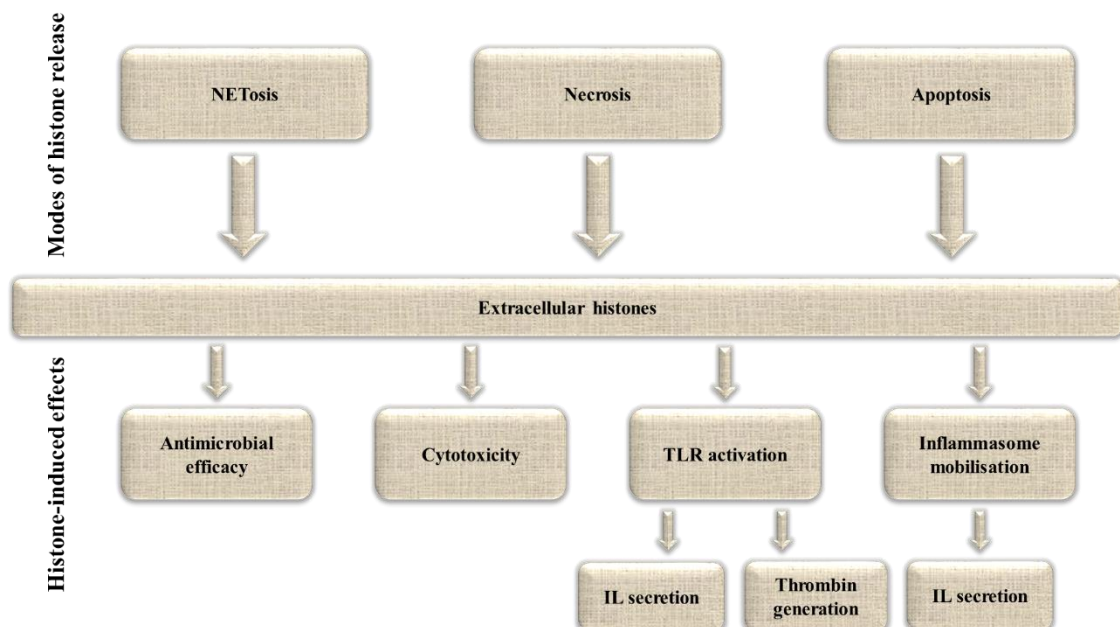 Modes of histone release
NETosis
Necrosis
Apoptosis
Extracellular histones
Histone-induced effects
Antimicrobial
efficacy
Cytotoxicity
TLR activation
Inflammasome
mobilisation
IL secretion
Thrombin
generation
IL secretion